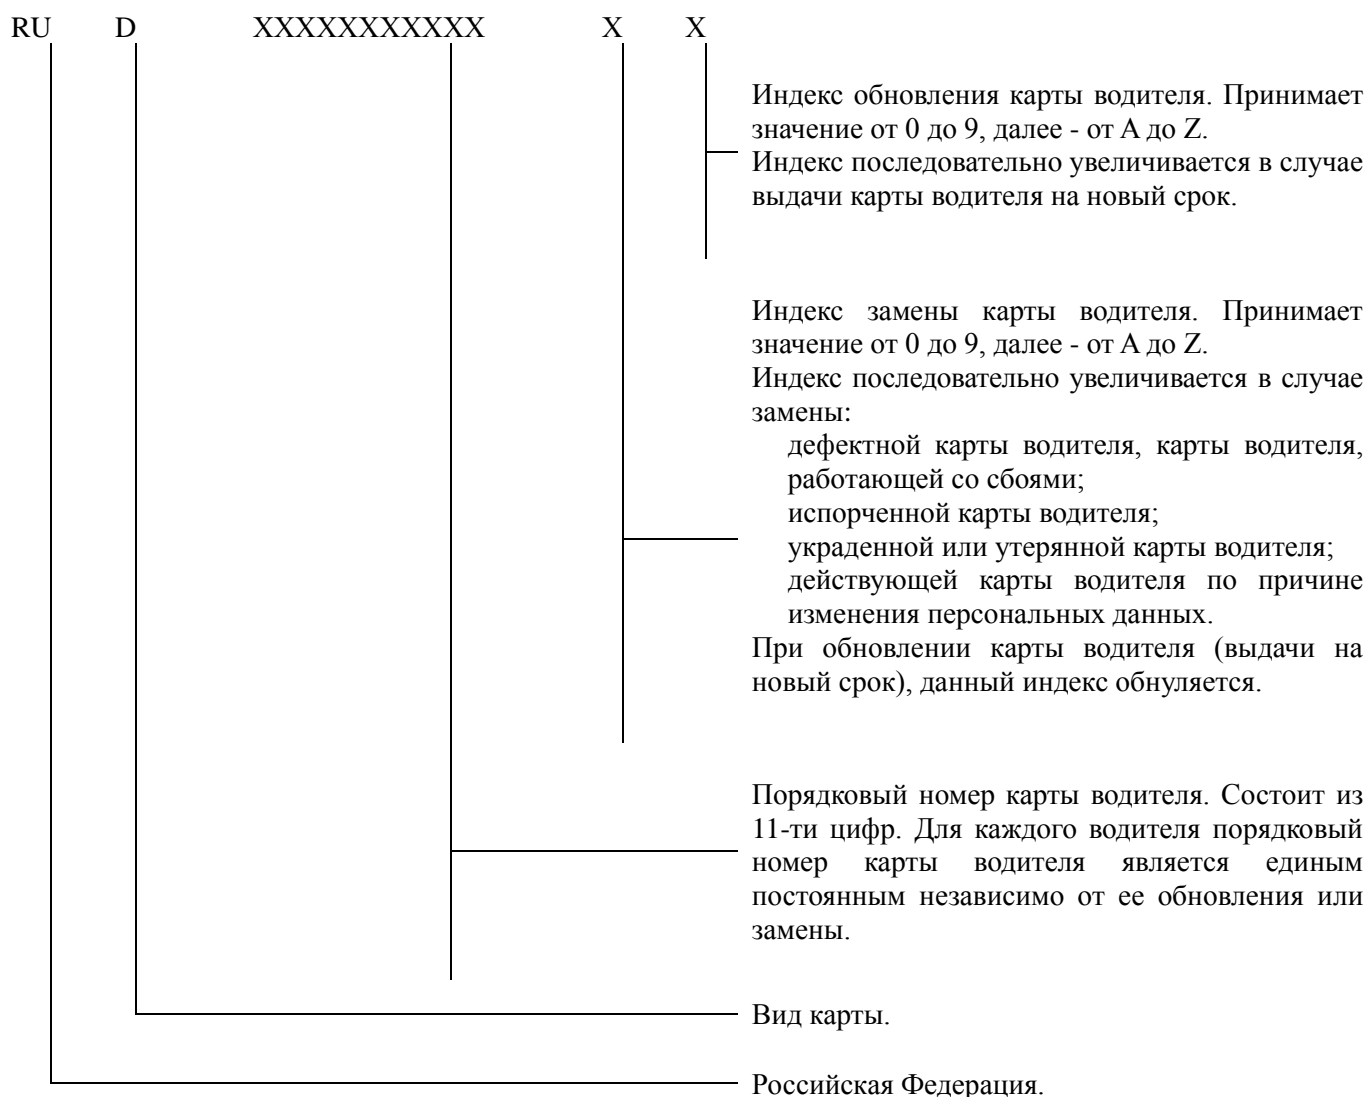 RU D XXXXXXXXXXX X X
Индекс обновления карты водителя. Принимает
значение от 0 до 9, далее - от A до Z.
Индекс последовательно увеличивается в случае
выдачи карты водителя на новый срок.
Индекс замены карты водителя. Принимает
значение от 0 до 9, далее - от A до Z.
Индекс последовательно увеличивается в случае
замены:
дефектной карты водителя, карты водителя,
работающей со сбоями;
испорченной карты водителя;
украденной или утерянной карты водителя;
действующей карты водителя по причине
изменения персональных данных.
При обновлении карты водителя (выдачи на
новый срок), данный индекс обнуляется.
Порядковый номер карты водителя. Состоит из
11-ти цифр. Для каждого водителя порядковый
номер карты водителя является единым
постоянным независимо от ее обновления или
замены.
Вид карты.
Российская Федерация.